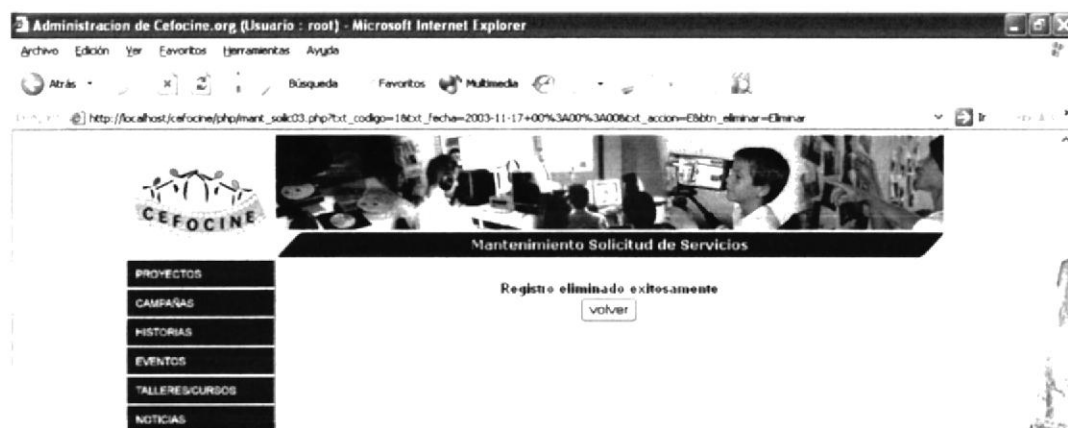 Administracion de Cefocine.org (Usuario : root) - Microsoft Internet Explorer
Archivo Edición Ver Favoritos Herramientas Ayuda
Atrás Búsqueda Favoritos Multimedia
http://localhost/cefocine/php/mant_solic03.php?txt_codigo=1&txt_fecha=2003-11-17+00%3A00%3A00&txt_accion=E&btn_eliminar=Eliminar Ir
CEFOCINE
Mantenimiento Solicitud de Servicios
PROYECTOS
Registro eliminado exitosamente
CAMPAÑAS
volver
HISTORIAS
EVENTOS
TALLERES/CURSOS
NOTICIAS